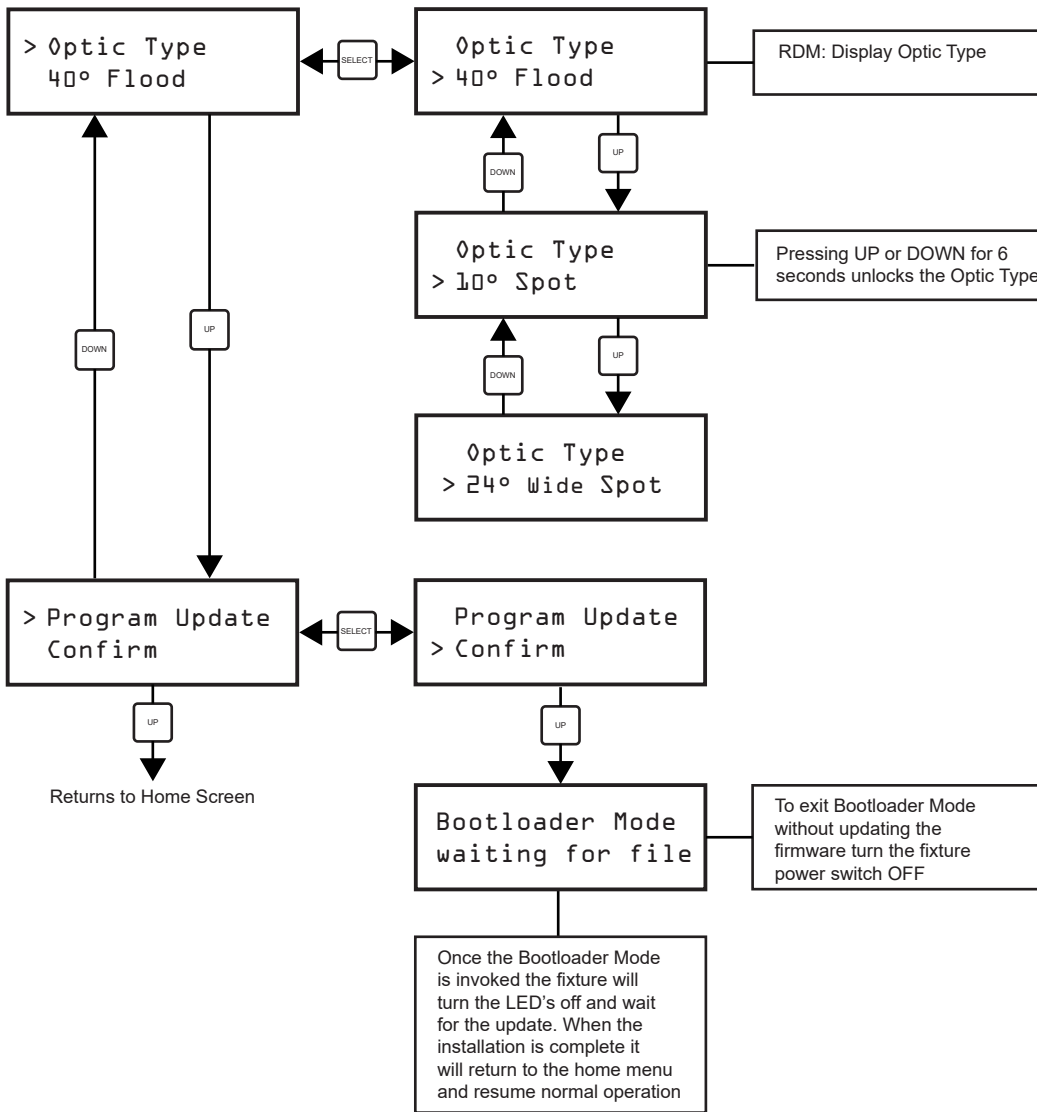 > Optic Type
40° Flood
SELECT
Optic Type
> 40° Flood
RDM: Display Optic Type
DOWN
UP
Optic Type
> 10° Spot
Pressing UP or DOWN for 6
seconds unlocks the Optic Type
DOWN
UP
DOWN
UP
Optic Type
> 24° Wide Spot
> Program Update
Confirm
SELECT
Program Update
> Confirm
UP
UP
Returns to Home Screen
Bootloader Mode
waiting for file
To exit Bootloader Mode
without updating the
firmware turn the fixture
power switch OFF
Once the Bootloader Mode
is invoked the fixture will
turn the LED's off and wait
for the update. When the
installation is complete it
will return to the home menu
and resume normal operation